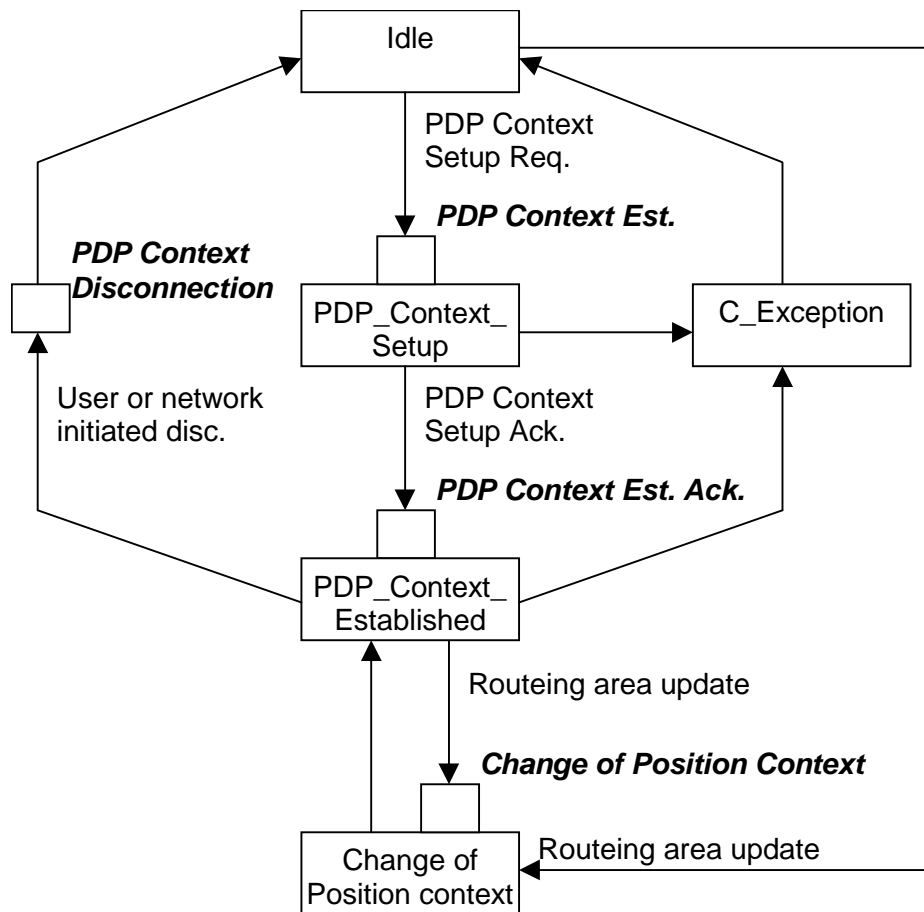 Idle
PDP Context
Setup Req.
PDP Context Est.
PDP Context
Disconnection
PDP_Context_
Setup
C_Exception
User or network
initiated disc.
PDP Context
Setup Ack.
PDP Context Est. Ack.
PDP_Context_
Established
Routeing area update
Change of Position Context
Change of
Position context
Routeing area update